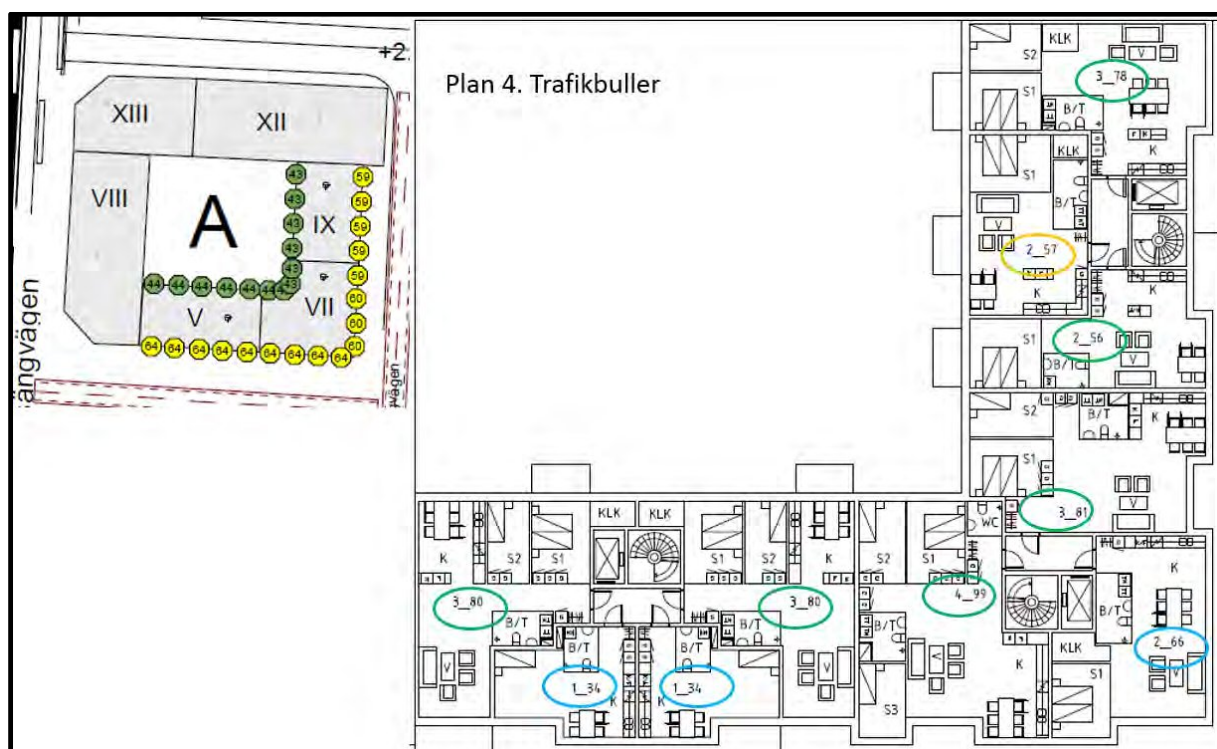 +2.
Plan 4. Trafikbuller
XIII
XII
VIII
A
IX
VII
V
43
43
43
43
43
43
59
59
59
59
59
60
60
60
44
44
44
44
44
44
64
64
64
64
64
64
64
64
64
ängvägen
vägen
S2
KLK
V
3_78
S1
B/T
K
S1
KLK
B/T
V
2_57
K
K
S1
2_56
B/T
V
S2
B/T
K
S1
V
3_81
WC
K
S2
S1
KLK
KLK
S1
S2
K
S2
S1
3_80
3_80
4_99
B/T
B/T
B/T
B/T
B/T
B/T
V
1_34
1_34
V
V
K
K
K
K
KLK
S1
S3
2_66
V